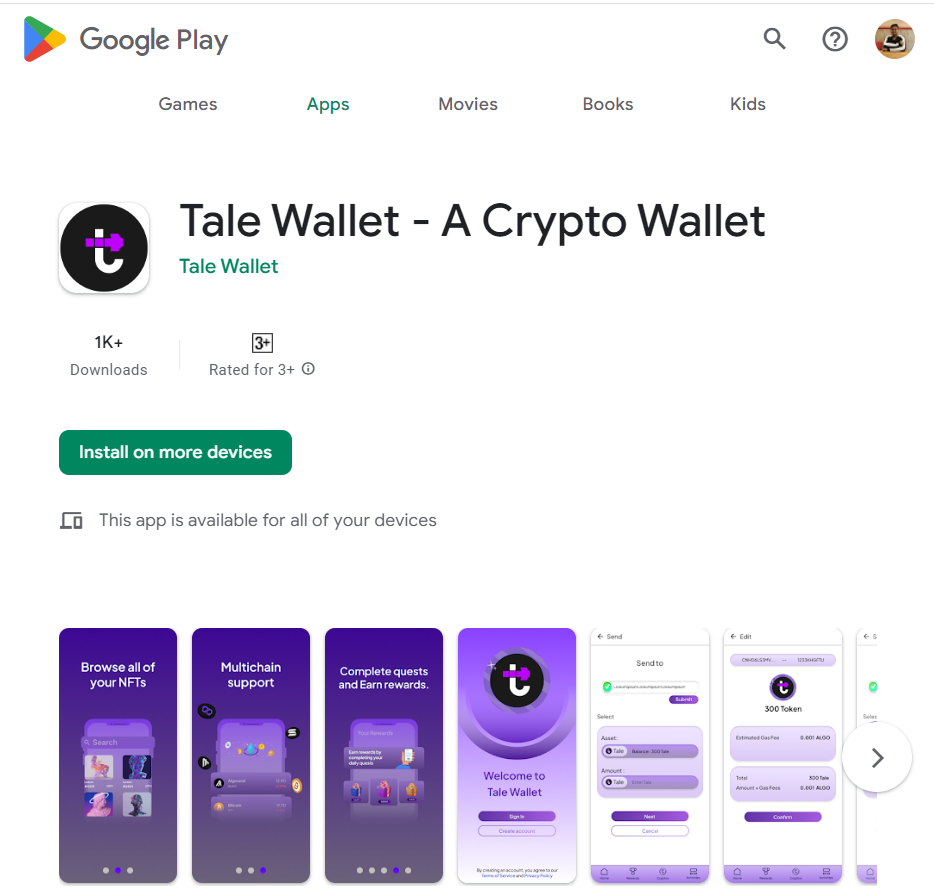 Google Play
Games
Apps
Movies
Books
Kids
Tale Wallet - A Crypto Wallet
Tale Wallet
1K+
Downloads
3+
Rated for 3+
Install on more devices
This app is available for all of your devices
Browse all of
your NFTs
Search
Multichain
support
Algorand
Bitcoin
Complete quests
and Earn rewards.
Your Rewards
Earn rewards by
completing your
daily quests
Welcome to
Tale Wallet
Sign In
Create account
By creating an account, you agree to our
Terms of Service and Privacy Policy
Send
Send to
Submit
Select
Asset:
Tale
Balance: 300 Tale
Amount:
Tale
Enter Tale
Next
Cancel
Edit
300 Token
Estimated Gas Fee
0.001 ALGO
Total
300 Tale
Amount + Gas Fees
0.001 ALGO
Confirm
S
Selec